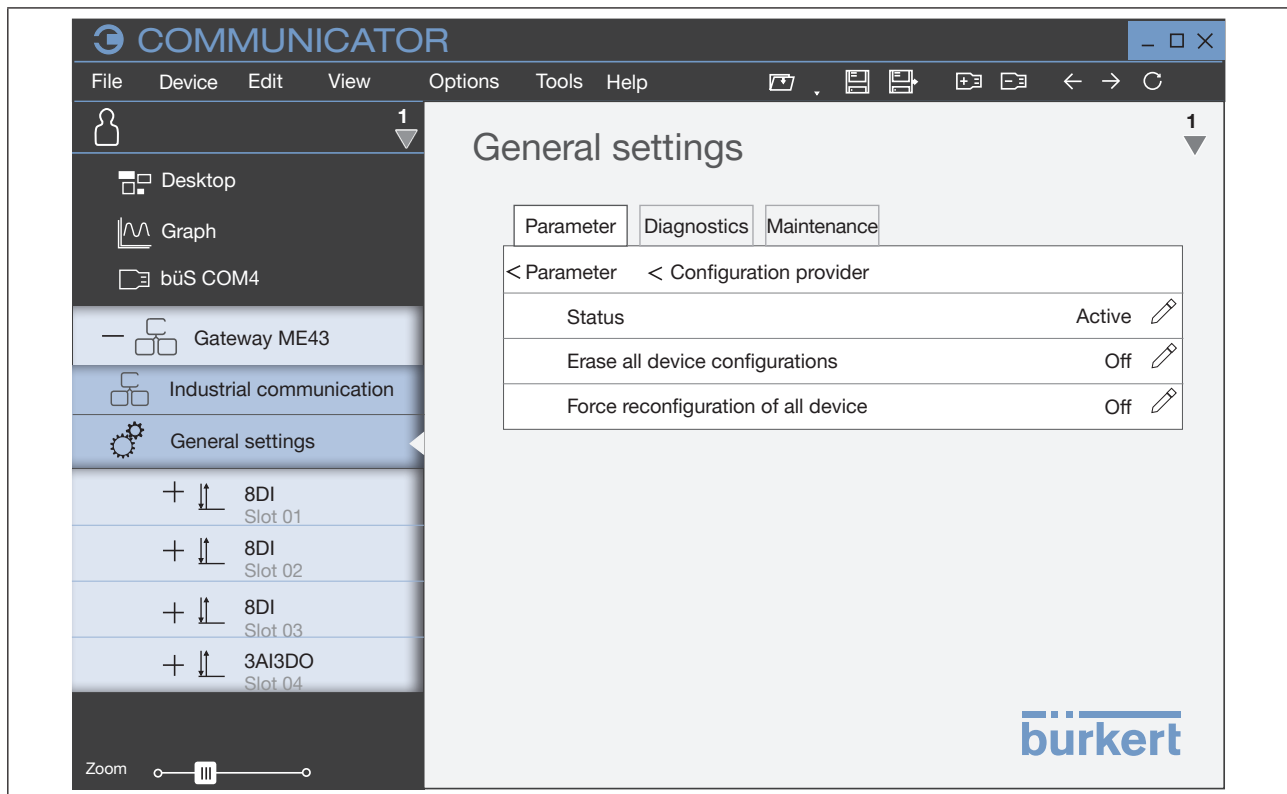 COMMUNICATOR
File Device Edit View Options Tools Help
1
Desktop
Graph
büS COM4
Gateway ME43
Industrial communication
General settings
8DI
Slot 01
8DI
Slot 02
8DI
Slot 03
3AI3DO
Slot 04
Zoom
General settings
1
Parameter Diagnostics Maintenance
< Parameter < Configuration provider
Status Active
Erase all device configurations Off
Force reconfiguration of all device Off
burkert